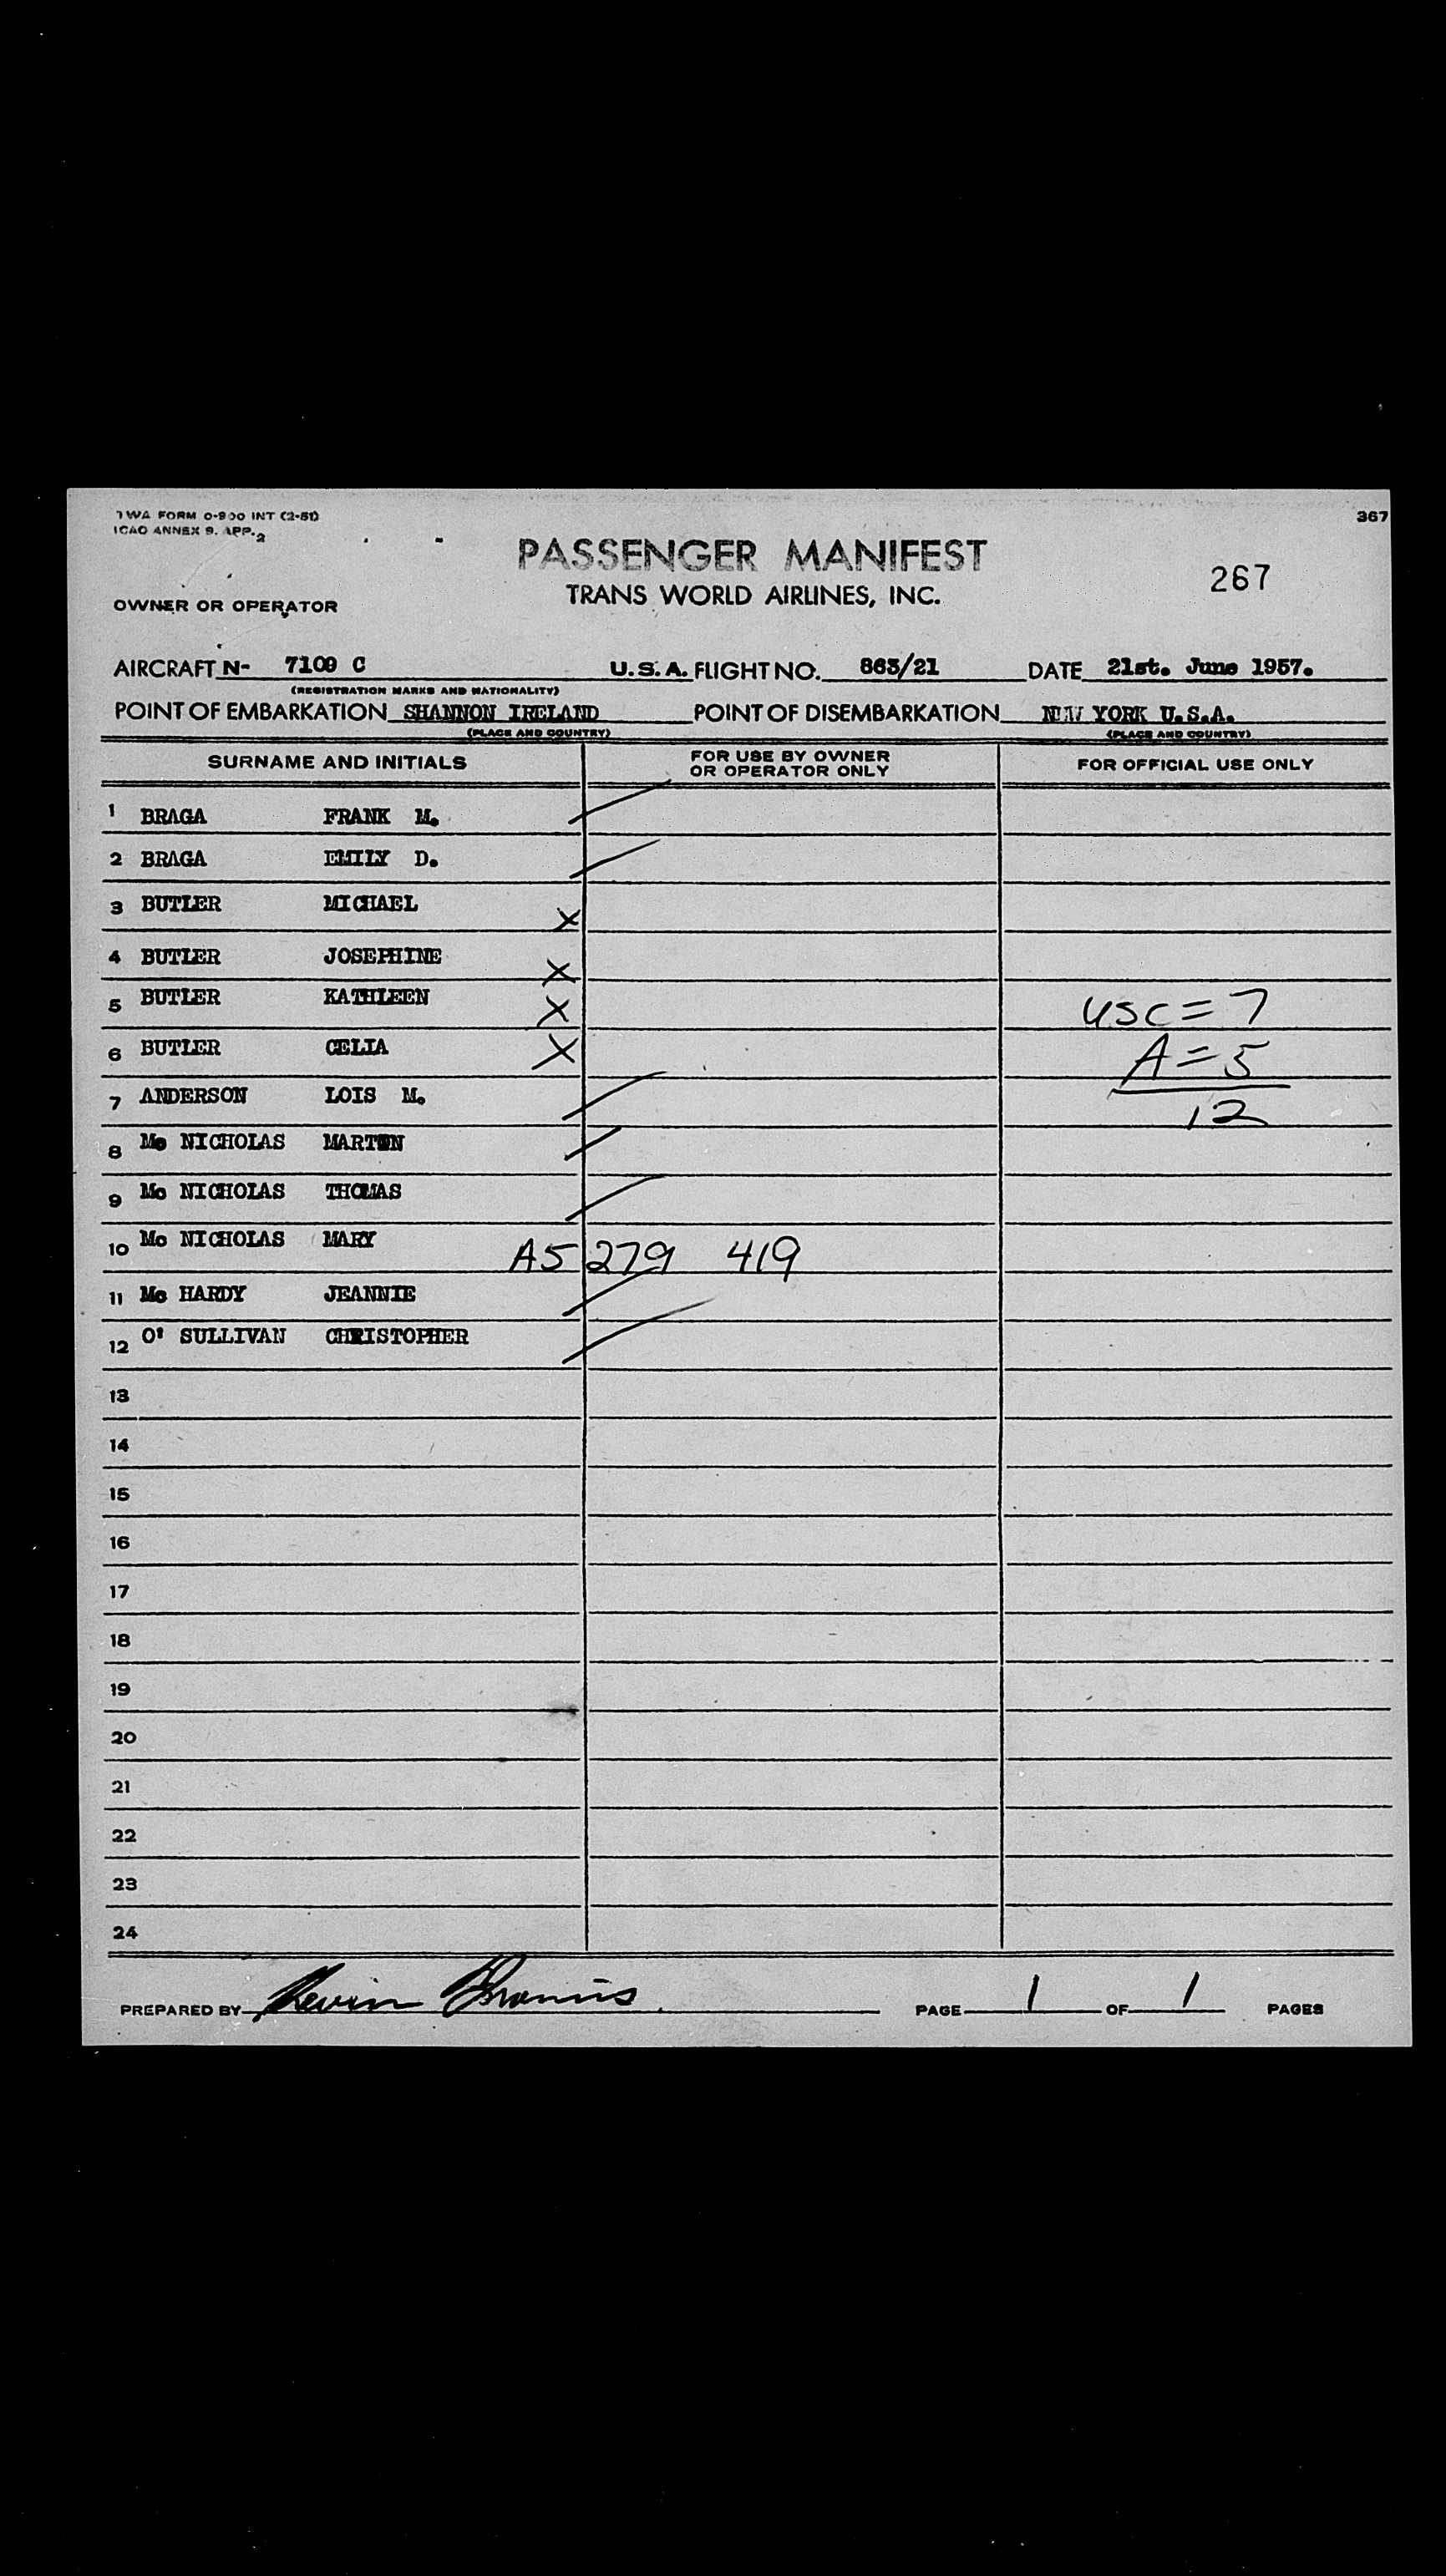 TWA FORM O-900 INT (2-51)
ICAO ANNEX 9. APP. 2
367
PASSENGER MANIFEST
267
TRANS WORLD AIRLINES, INC.
OWNER OR OPERATOR
AIRCRAFT N- 7109 C U.S.A. FLIGHT NO. 863/21 DATE 21st. June 1957.
(REGISTRATION MARKS AND NATIONALITY)
POINT OF EMBARKATION SHANNON IRELAND POINT OF DISEMBARKATION NEW YORK U.S.A.
(PLACE AND COUNTRY) (PLACE AND COUNTRY)
SURNAME AND INITIALS FOR USE BY OWNER OR OPERATOR ONLY FOR OFFICIAL USE ONLY
1 BRAGA FRANK M.
2 BRAGA EMILY D.
3 BUTLER MICHAEL X
4 BUTLER JOSEPHINE X
5 BUTLER KATHLEEN X USC = 7
6 BUTLER CELIA X A = 5
7 ANDERSON LOIS M. 12
8 Mc NICHOLAS MARTIN
9 Mc NICHOLAS THOMAS
10 Mc NICHOLAS MARY A5 279 419
11 Mc HARDY JEANNIE
12 O' SULLIVAN CHRISTOPHER
13
14
15
16
17
18
19
20
21
22
23
24
PREPARED BY Kevin PAGE 1 OF 1 PAGES